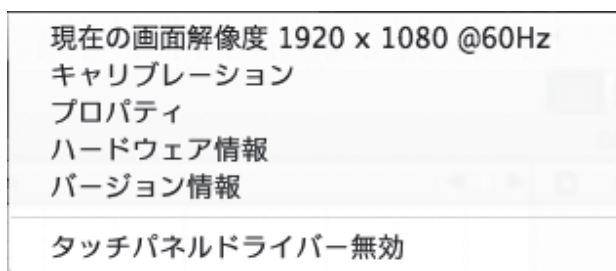 現在の画面解像度 1920 x 1080 @60Hz
キャリブレーション
プロパティ
ハードウェア情報
バージョン情報
タッチパネルドライバー無効